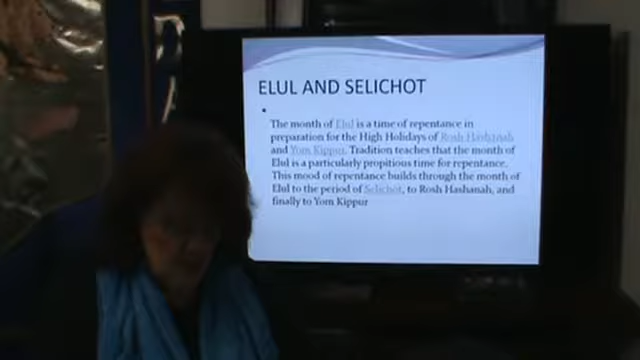 ELUL AND SELICHOT
The month of Elul is a time of repentance in
preparation for the High Holidays of Rosh Hashanah
and Yom Kippur. Tradition teaches that the month of
Elul is a particularly propitious time for repentance.
This mood of repentance builds through the month of
Elul to the period of Selichot, to Rosh Hashanah, and
finally to Yom Kippur